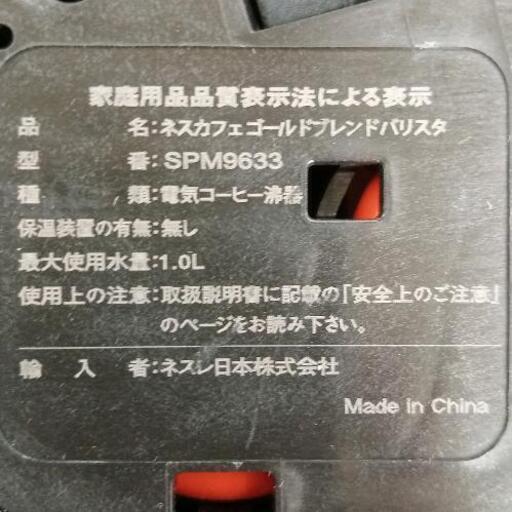 家庭用品品質表示法による表示
品 名:ネスカフェゴールドブレンドバリスタ
型 番:SPM9633
種 類:電気コーヒー沸器
保温装置の有無:無し
最大使用水量:1.0L
使用上の注意:取扱説明書に記載の「安全上のご注意」
のページをお読み下さい。
輸入者:ネスレ日本株式会社
Made in China